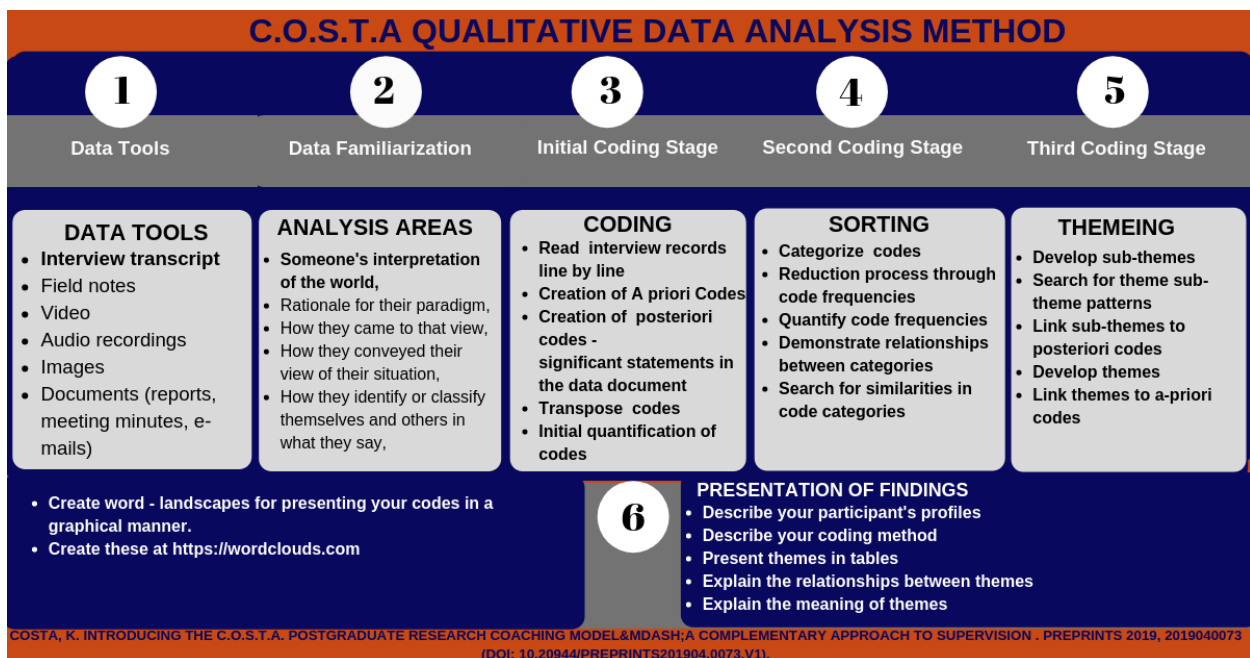 C.O.S.T.A QUALITATIVE DATA ANALYSIS METHOD
1
2
3
4
5
Data Tools
Data Familiarization
Initial Coding Stage
Second Coding Stage
Third Coding Stage
DATA TOOLS
• Interview transcript
• Field notes
• Video
• Audio recordings
• Images
• Documents (reports,
meeting minutes, e-
mails)
ANALYSIS AREAS
• Someone's interpretation
of the world,
• Rationale for their paradigm,
• How they came to that view,
• How they conveyed their
view of their situation,
• How they identify or classify
themselves and others in
what they say,
CODING
• Read interview records
line by line
• Creation of A priori Codes
• Creation of posteriori
codes -
significant statements in
the data document
• Transpose codes
• Initial quantification of
codes
SORTING
• Categorize codes
• Reduction process through
code frequencies
• Quantify code frequencies
• Demonstrate relationships
between categories
• Search for similarities in
code categories
THEMEING
• Develop sub-themes
• Search for theme sub-
theme patterns
• Link sub-themes to
posteriori codes
• Develop themes
• Link themes to a-priori
codes
• Create word - landscapes for presenting your codes in a
graphical manner.
• Create these at https://wordclouds.com
6
PRESENTATION OF FINDINGS
• Describe your participant's profiles
• Describe your coding method
• Present themes in tables
• Explain the relationships between themes
• Explain the meaning of themes
COSTA, K. INTRODUCING THE C.O.S.T.A. POSTGRADUATE RESEARCH COACHING MODEL&MDASH;A COMPLEMENTARY APPROACH TO SUPERVISION . PREPRINTS 2019, 2019040073
(DOI: 10.20944/PREPRINTS201904.0073.V1).